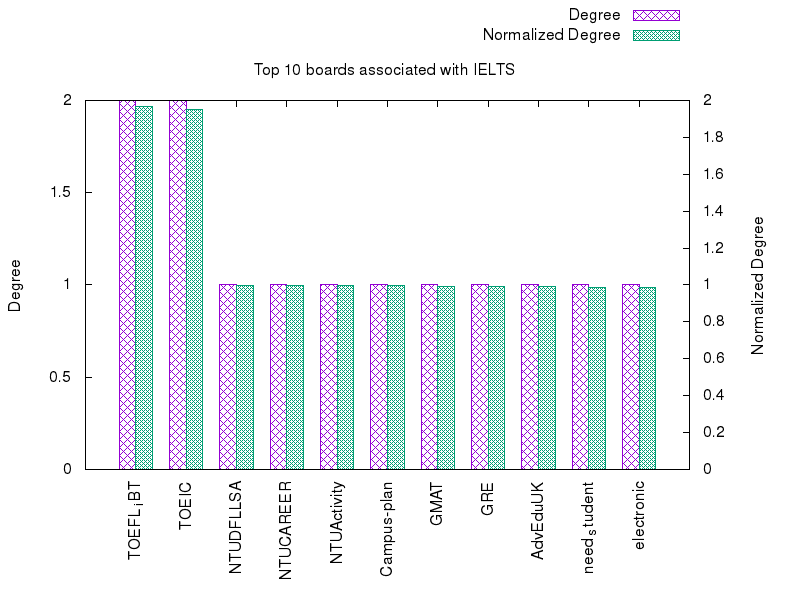 Degree
Normalized Degree
Top 10 boards associated with IELTS
2
1.5
1
0.5
0
Degree
2
1.8
1.6
1.4
1.2
1
0.8
0.6
0.4
0.2
0
Normalized Degree
TOEFLiBT
TOEIC
NTUDFLLSA
NTUCAREER
NTUActivity
Campus-plan
GMAT
GRE
AdvEduUK
needstudent
electronic